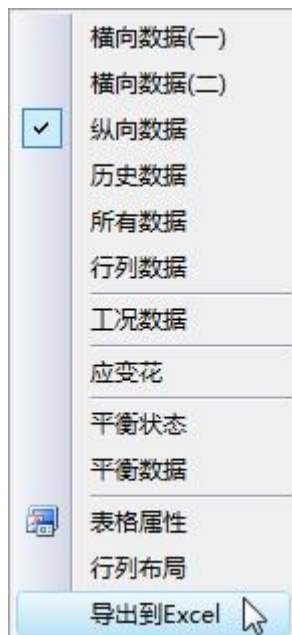 横向数据(一)
横向数据(二)
纵向数据
历史数据
所有数据
行列数据
工况数据
应变花
平衡状态
平衡数据
表格属性
行列布局
导出到Excel